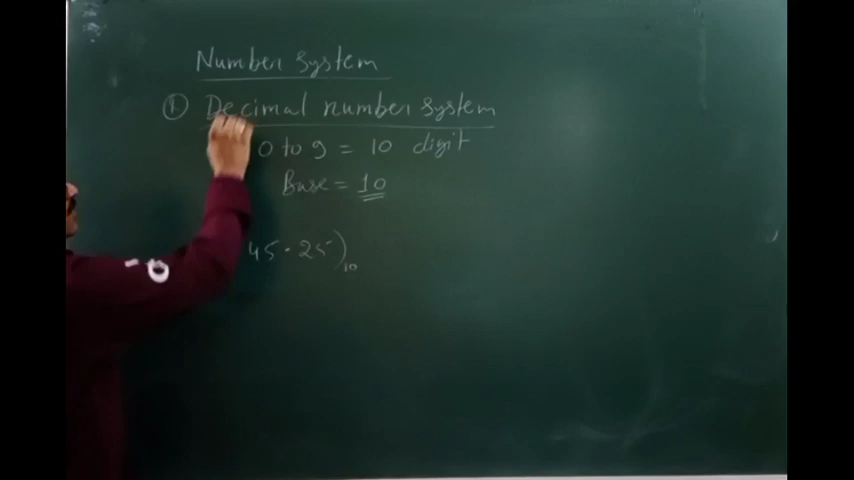 Number system
① Decimal number system
0 to 9 = 10 digit
Base = 10
45.25)10